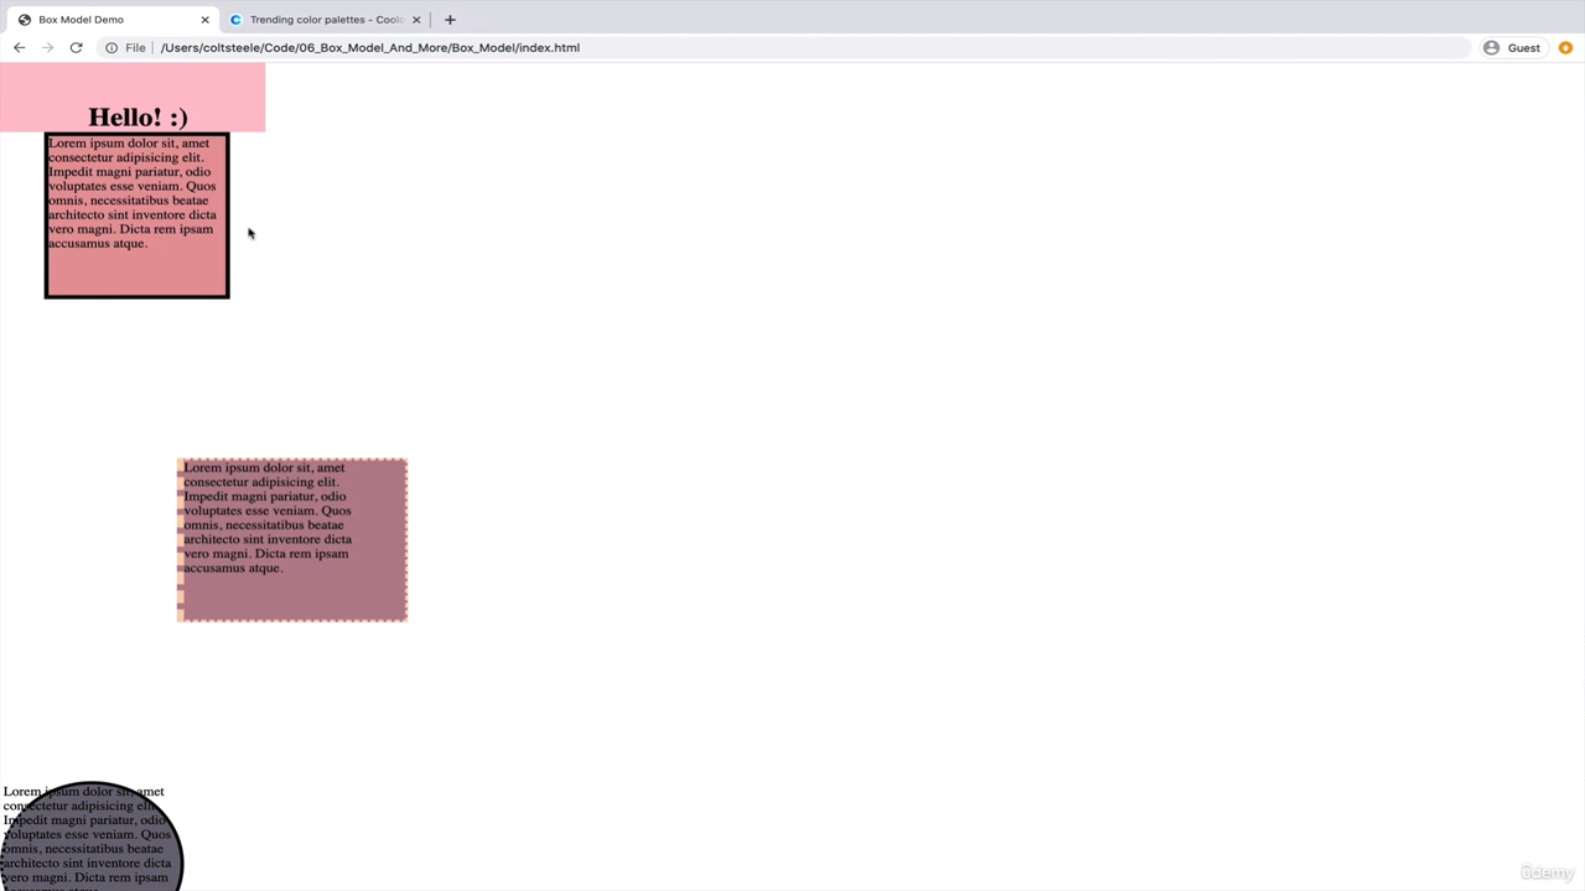 Box Model Demo
Trending color palettes - Coolo
File
/Users/coltsteele/Code/06_Box_Model_And_More/Box_Model/index.html
Guest
Hello! :)
Lorem ipsum dolor sit, amet
consectetur adipisicing elit.
Impedit magni pariatur, odio
voluptates esse veniam. Quos
omnis, necessitatibus beatae
architecto sint inventore dicta
vero magni. Dicta rem ipsam
accusamus atque.
Lorem ipsum dolor sit, amet
consectetur adipisicing elit.
Impedit magni pariatur, odio
voluptates esse veniam. Quos
omnis, necessitatibus beatae
architecto sint inventore dicta
vero magni. Dicta rem ipsam
accusamus atque.
Lorem ipsum dolor sit, amet
consectetur adipisicing elit.
Impedit magni pariatur, odio
voluptates esse veniam. Quos
omnis, necessitatibus beatae
architecto sint inventore dicta
vero magni. Dicta rem ipsam
ûdemy